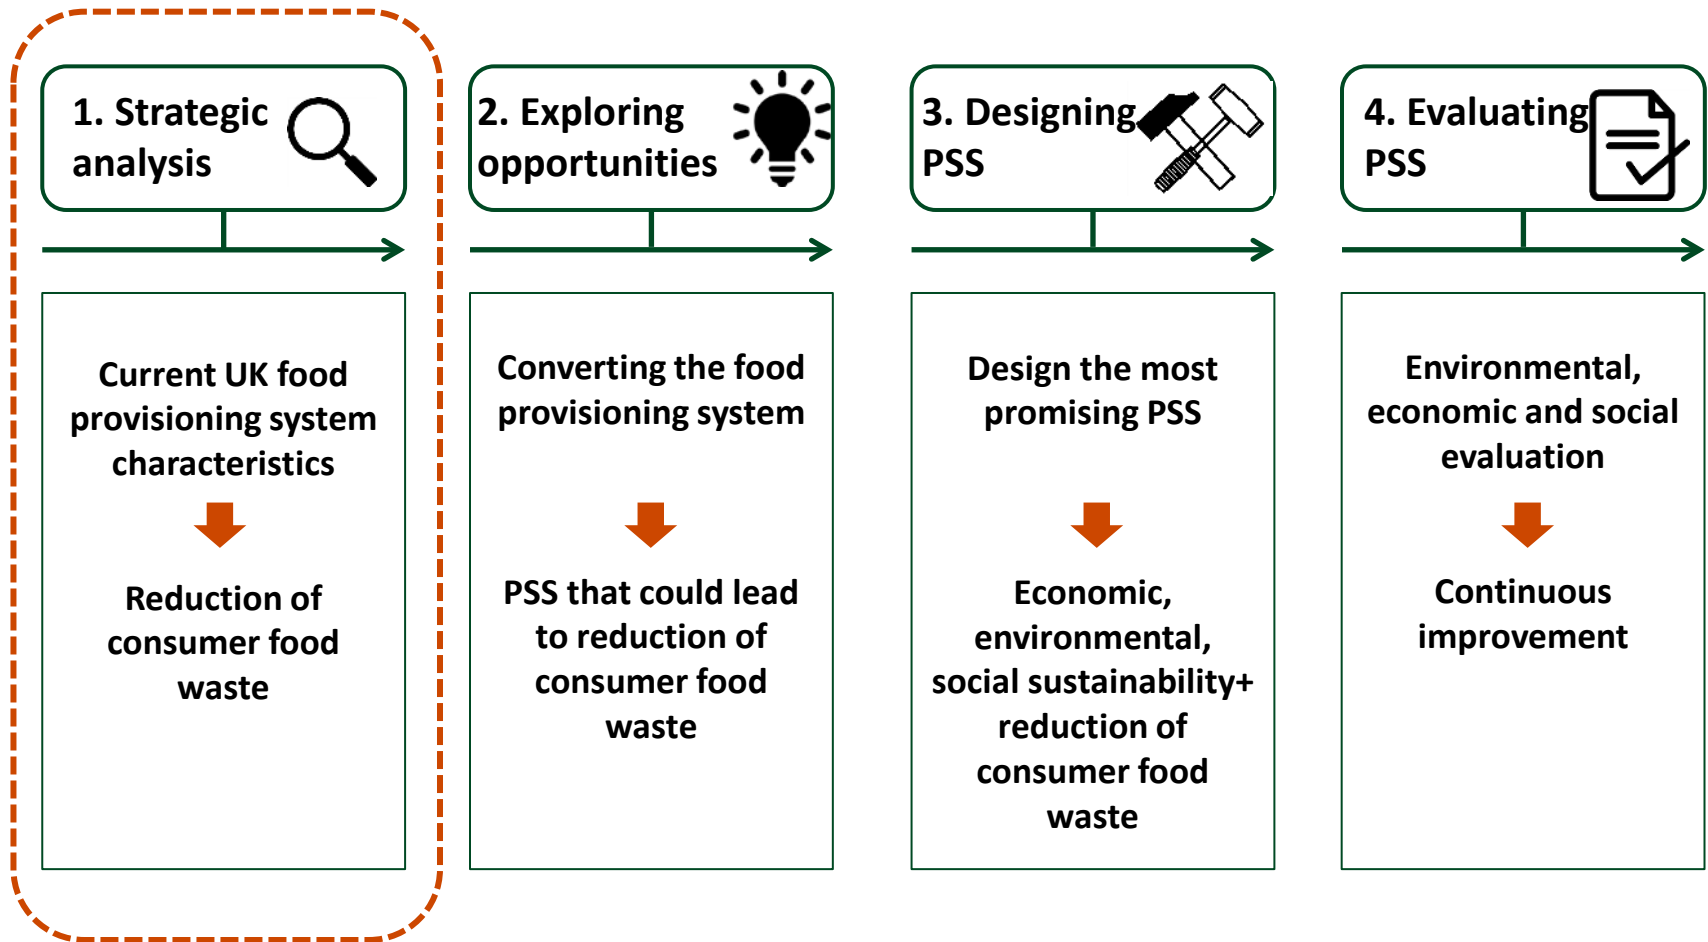 1. Strategic
analysis
2. Exploring
opportunities
3. Designing
PSS
4. Evaluating
PSS
Current UK food
provisioning system
characteristics
Reduction of
consumer food
waste
Converting the food
provisioning system
PSS that could lead
to reduction of
consumer food
waste
Design the most
promising PSS
Economic,
environmental,
social sustainability+
reduction of
consumer food
waste
Environmental,
economic and social
evaluation
Continuous
improvement